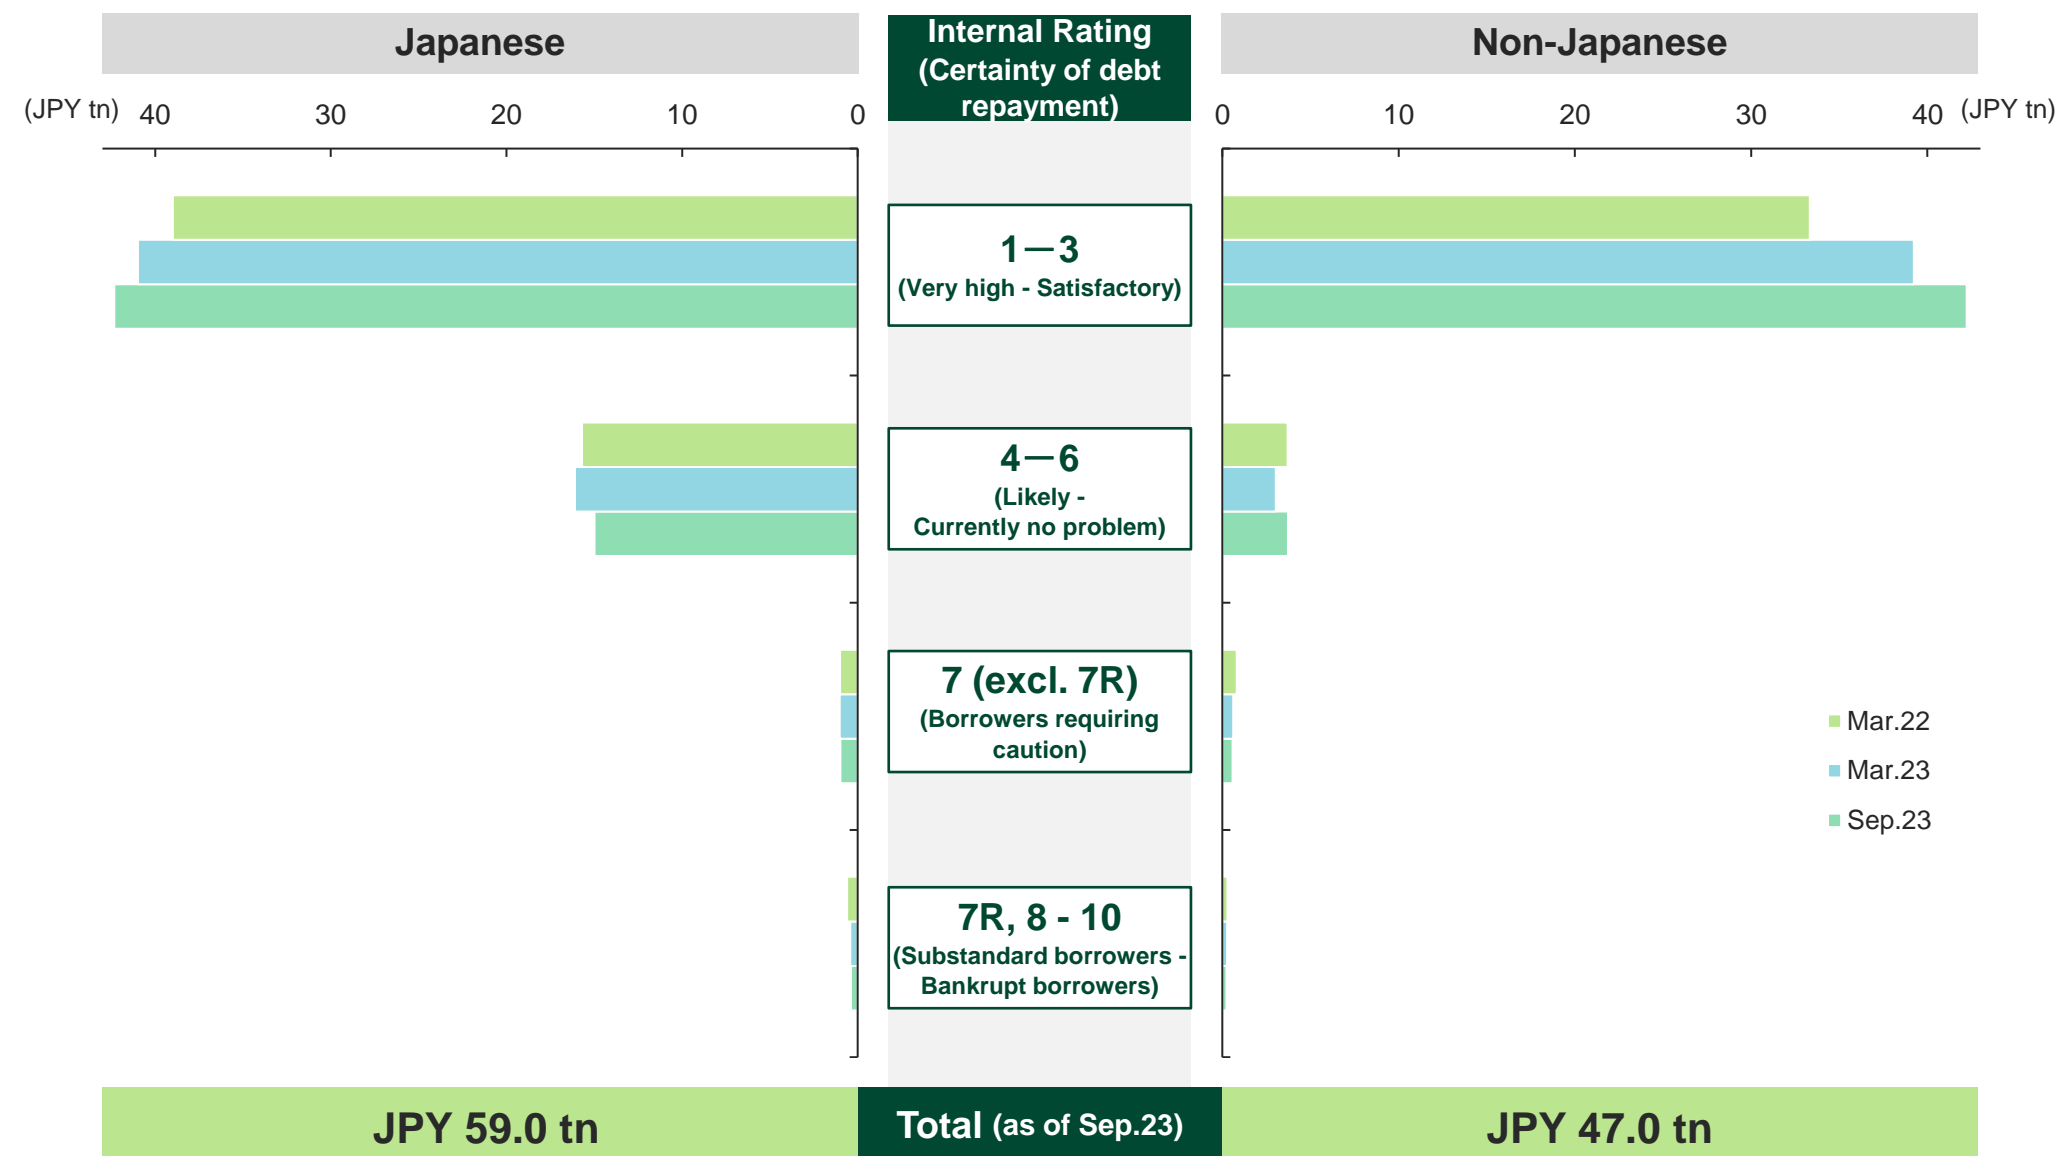 Japanese
Internal Rating
(Certainty of debt
repayment)
Non-Japanese
(JPY tn) 40 30 20 10 0
0 10 20 30 40 (JPY tn)
1－3
(Very high - Satisfactory)
4－6
(Likely -
Currently no problem)
7 (excl. 7R)
(Borrowers requiring
caution)
Mar.22
Mar.23
Sep.23
7R, 8 - 10
(Substandard borrowers -
Bankrupt borrowers)
JPY 59.0 tn
Total (as of Sep.23)
JPY 47.0 tn